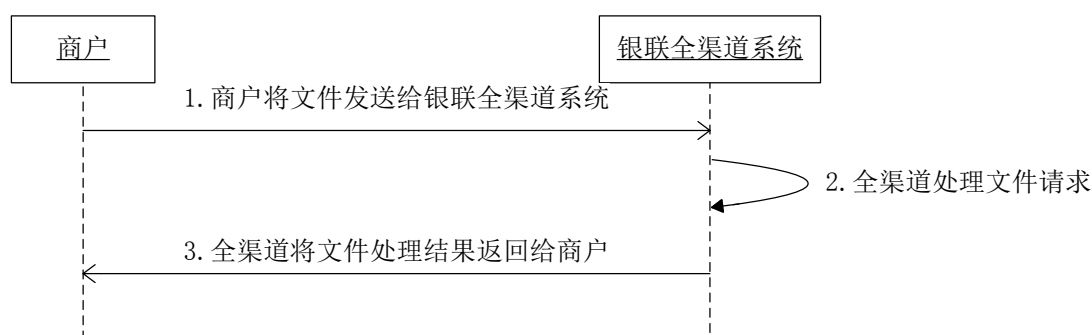 商户
银联全渠道系统
1.商户将文件发送给银联全渠道系统
2.全渠道处理文件请求
3.全渠道将文件处理结果返回给商户